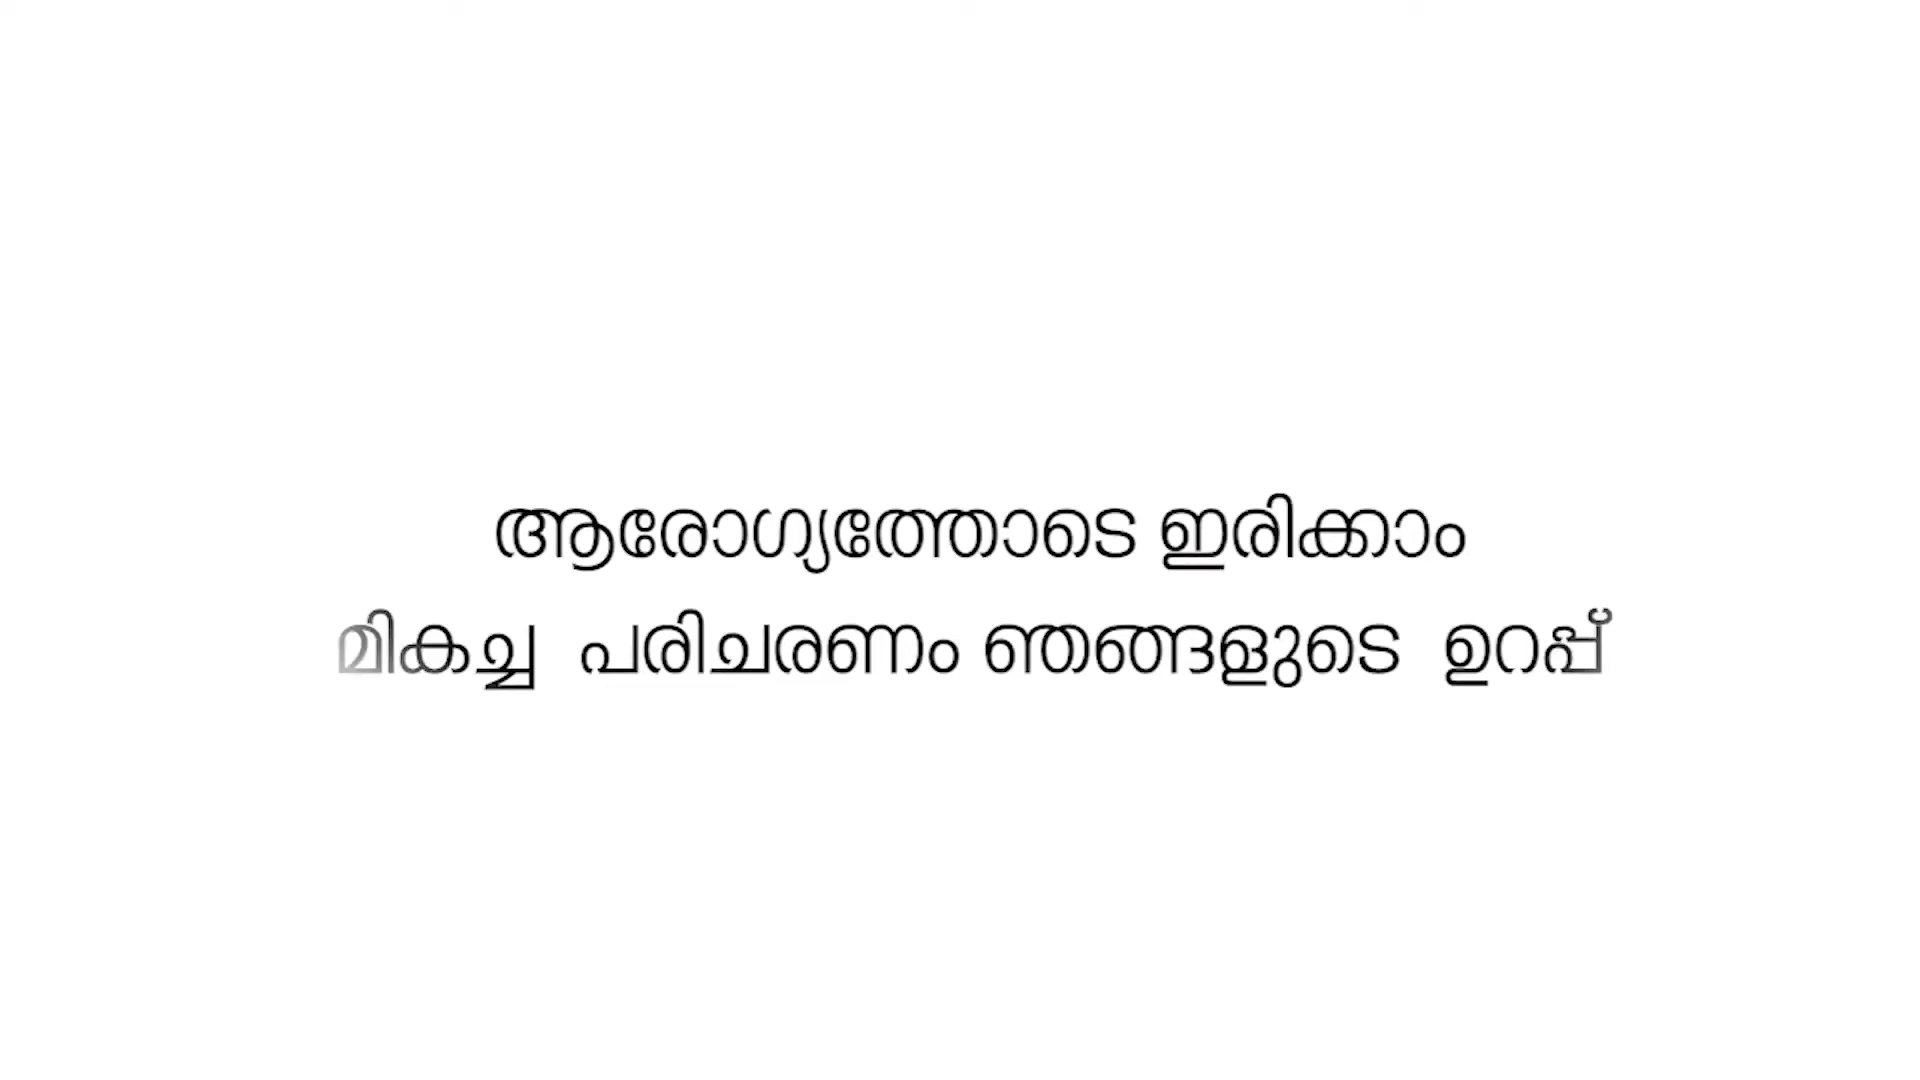 ആരോഗ്യത്തോടെ ഇരിക്കാം
മികച്ച പരിചരണം ഞങ്ങളുടെ ഉറപ്പ്